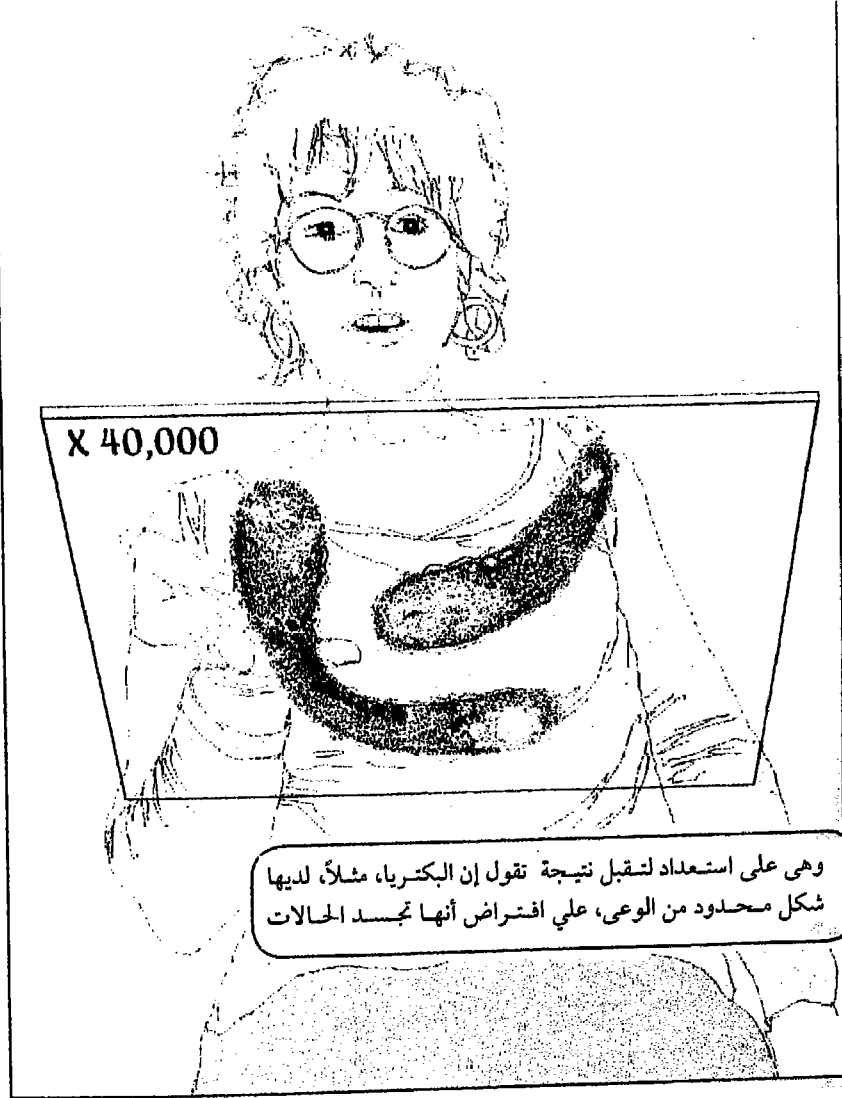 X 40,000
وهى على استعداد لتقبل نتيجة تقول إن البكتريا، مثلاً، لديها
شكل محدود من الوعى، علي افتراض أنها تجسد الحالات